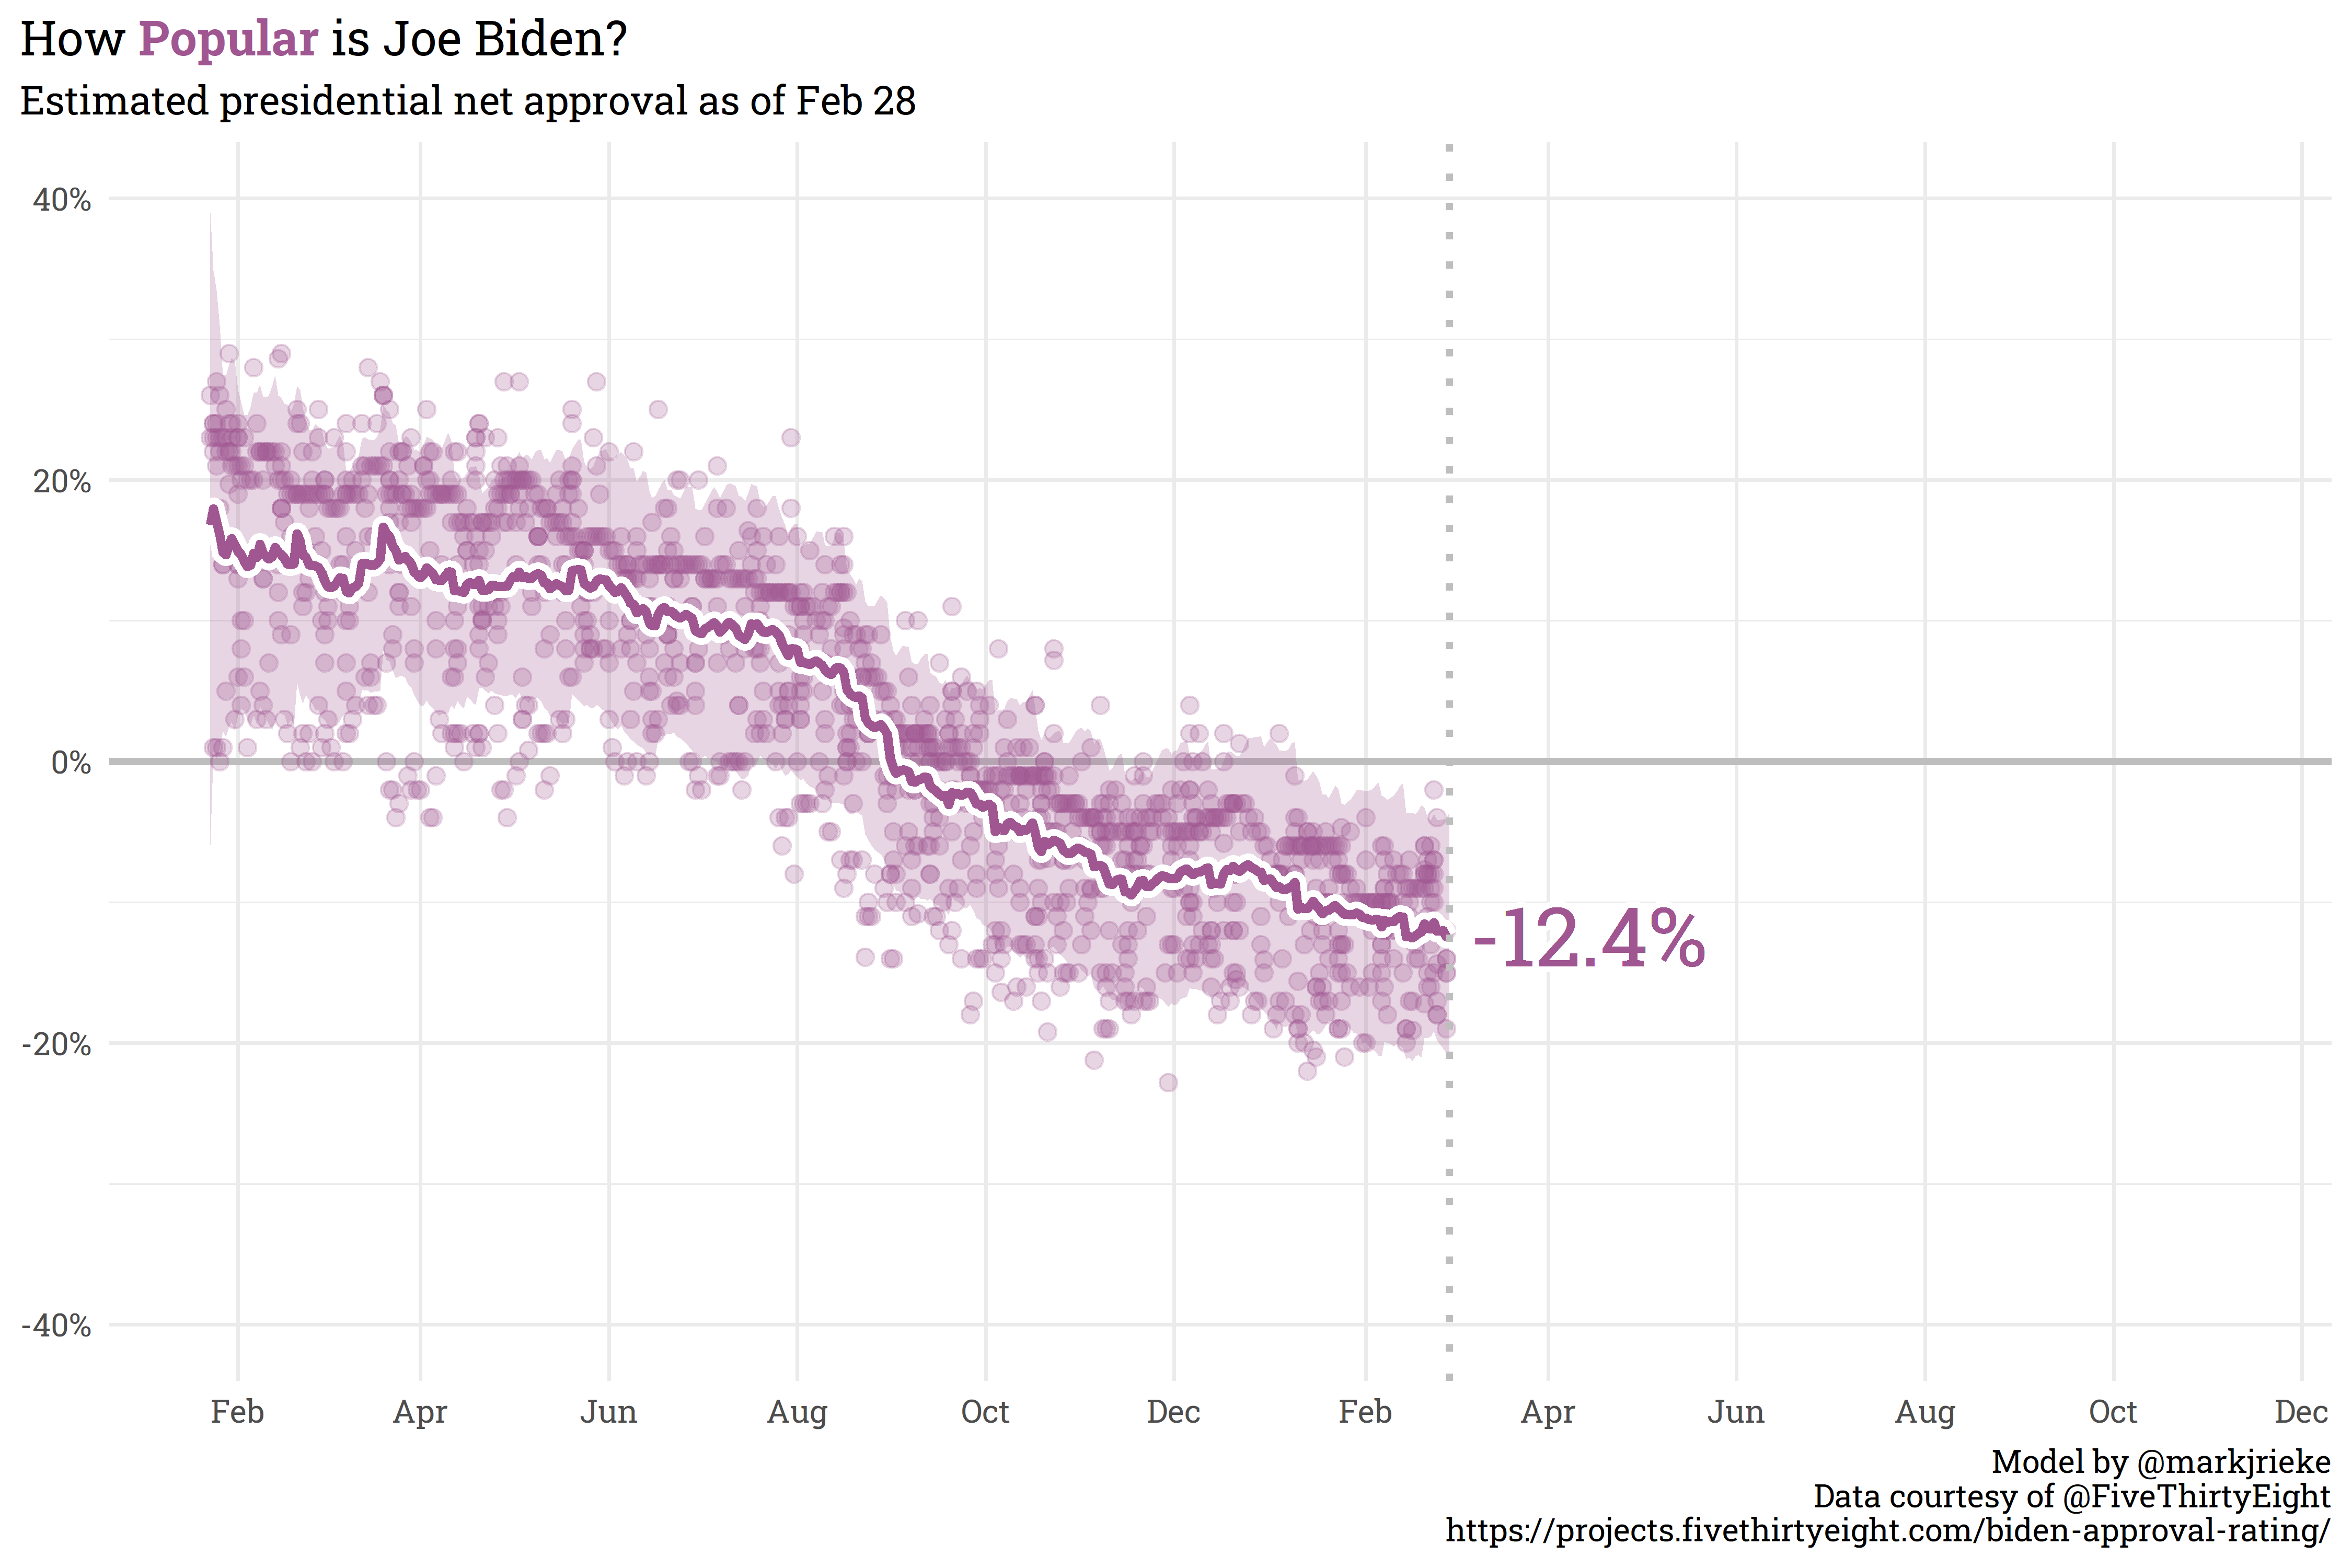 How Popular is Joe Biden?
Estimated presidential net approval as of Feb 28
40%
20%
0%
-20%
-40%
-12.4%
Feb Apr Jun Aug Oct Dec Feb Apr Jun Aug Oct Dec
Model by @markjrieke
Data courtesy of @FiveThirtyEight
https://projects.fivethirtyeight.com/biden-approval-rating/